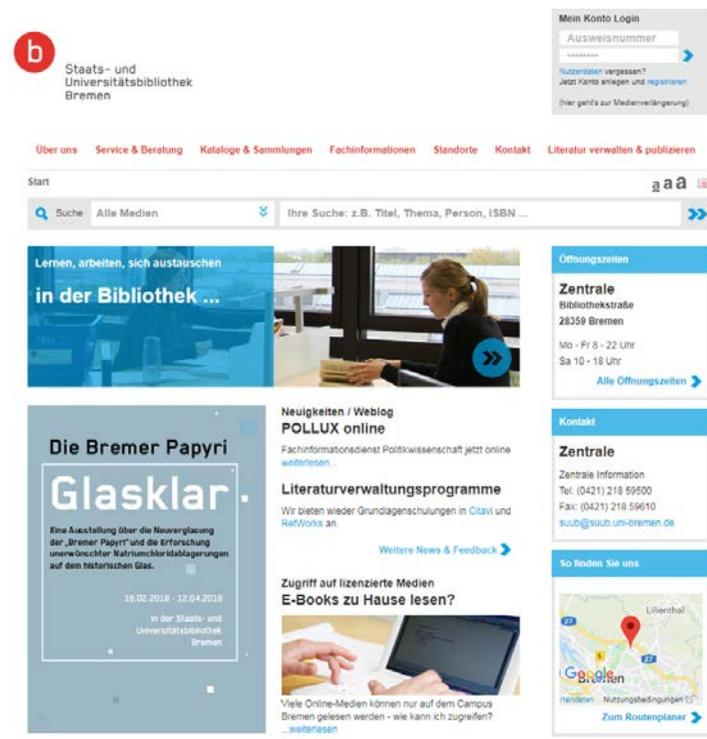 Mein Konto Login
Ausweisnummer
--------
Nutzerdaten vergessen?
Jetzt Konto anlegen und registrieren
(hier geht's zur Medienverlängerung)
b
Staats- und
Universitätsbibliothek
Bremen
Über uns Service & Beratung Kataloge & Sammlungen Fachinformationen Standorte Kontakt Literatur verwalten & publizieren
Start
a a a
Suche Alle Medien Ihre Suche: z.B. Titel, Thema, Person, ISBN ...
Lernen, arbeiten, sich austauschen
in der Bibliothek ...
Die Bremer Papyri
Glasklar
Eine Ausstellung über die Neuverglasung
der „Bremer Papyri“ und die Erforschung
unerwünschter Natriumchloridablagerungen
auf dem historischen Glas.
19.02.2018 - 12.04.2018
in der Staats- und
Universitätsbibliothek
Bremen
Neuigkeiten / Weblog
POLLUX online
Fachinformationsdienst Politikwissenschaft jetzt online
weiterlesen...
Literaturverwaltungsprogramme
Wir bieten wieder Grundlagenschulungen in Citavi und
RefWorks an.
Weitere News & Feedback
Zugriff auf lizenzierte Medien
E-Books zu Hause lesen?
Viele Online-Medien können nur auf dem Campus
Bremen gelesen werden - wie kann ich zugreifen?
...weiterlesen
Öffnungszeiten
Zentrale
Bibliothekstraße
28359 Bremen
Mo - Fr 8 - 22 Uhr
Sa 10 - 18 Uhr
Alle Öffnungszeiten
Kontakt
Zentrale
Zentrale Information
Tel: (0421) 218 59500
Fax: (0421) 218 59610
suub@suub.uni-bremen.de
So finden Sie uns
Lilienthal
27
27
Google
Bremen
Nutzungsbedingungen
Zum Routenplaner